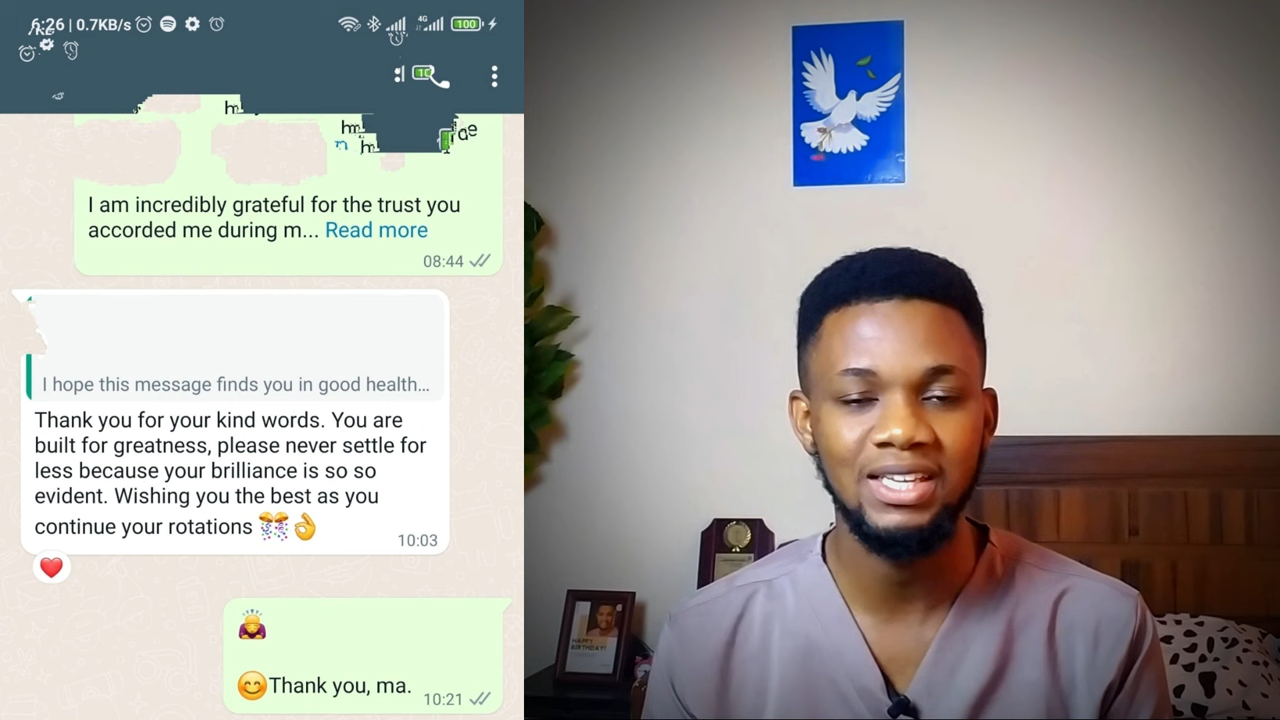 6:26 | 0.7KB/s
4G
100
I am incredibly grateful for the trust you
accorded me during m... Read more
08:44
I hope this message finds you in good health...
Thank you for your kind words. You are
built for greatness, please never settle for
less because your brilliance is so so
evident. Wishing you the best as you
continue your rotations 🎊👌
10:03
Thank you, ma.
10:21
HAPPY
BIRTHDAY!